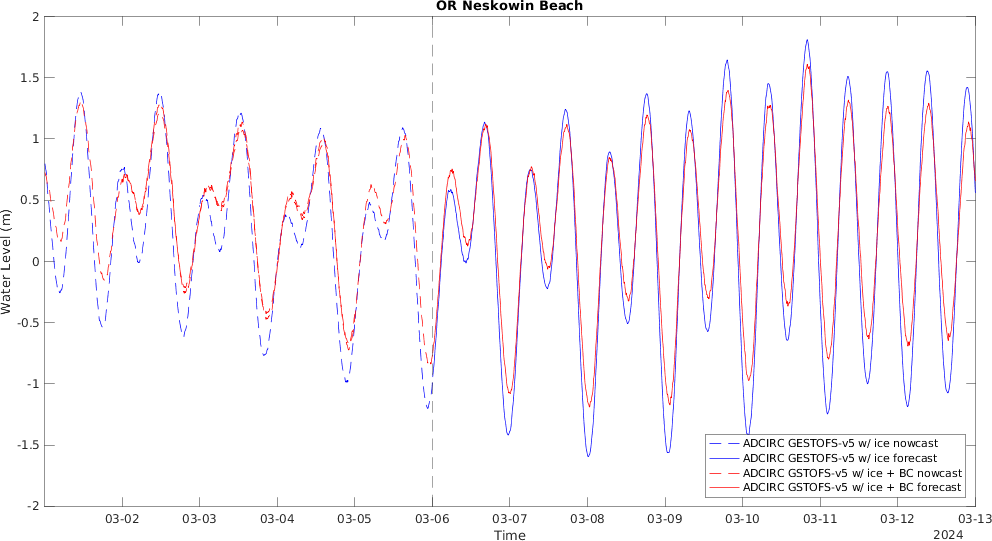 OR Neskowin Beach
2
1.5
1
0.5
0
-0.5
-1
-1.5
-2
Water Level (m)
ADCIRC GESTOFS-v5 w/ ice nowcast
ADCIRC GESTOFS-v5 w/ ice forecast
ADCIRC GSTOFS-v5 w/ ice + BC nowcast
ADCIRC GSTOFS-v5 w/ ice + BC forecast
03-02 03-03 03-04 03-05 03-06 03-07 03-08 03-09 03-10 03-11 03-12 03-13
Time
2024